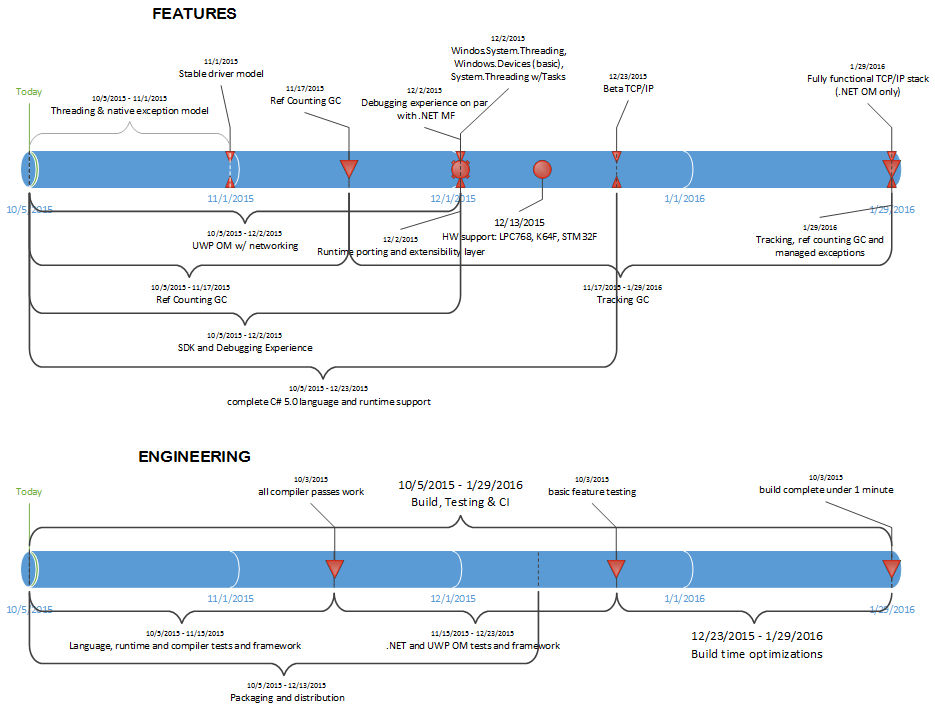 FEATURES
12/2/2015
Windos.System.Threading,
Windows.Devices (basic),
System.Threading w/Tasks
11/1/2015
Stable driver model
1/29/2016
Fully functional TCP/IP stack
(.NET OM only)
12/23/2015
Beta TCP/IP
11/17/2015
Ref Counting GC
12/2/2015
Debugging experience on par
with .NET MF
Today
10/5/2015 - 11/1/2015
Threading & native exception model
10/5/2015
11/1/2015
12/1/2015
1/1/2016
1/29/2016
10/5/2015 - 12/2/2015
UWP OM w/ networking
12/2/2015
Runtime porting and extensibility layer
12/13/2015
HW support: LPC768, K64F, STM32F
1/29/2016
Tracking, ref counting GC and
managed exceptions
10/5/2015 - 11/17/2015
Ref Counting GC
11/17/2015 - 1/29/2016
Tracking GC
10/5/2015 - 12/2/2015
SDK and Debugging Experience
10/5/2015 - 12/23/2015
complete C# 5.0 language and runtime support
ENGINEERING
Today
10/3/2015
all compiler passes work
10/5/2015 - 1/29/2016
Build, Testing & CI
10/3/2015
basic feature testing
10/3/2015
build complete under 1 minute
10/5/2015
11/1/2015
12/1/2015
1/1/2016
1/29/2016
10/5/2015 - 11/15/2015
Language, runtime and compiler tests and framework
11/15/2015 - 12/23/2015
.NET and UWP OM tests and framework
12/23/2015 - 1/29/2016
Build time optimizations
10/5/2015 - 12/13/2015
Packaging and distribution